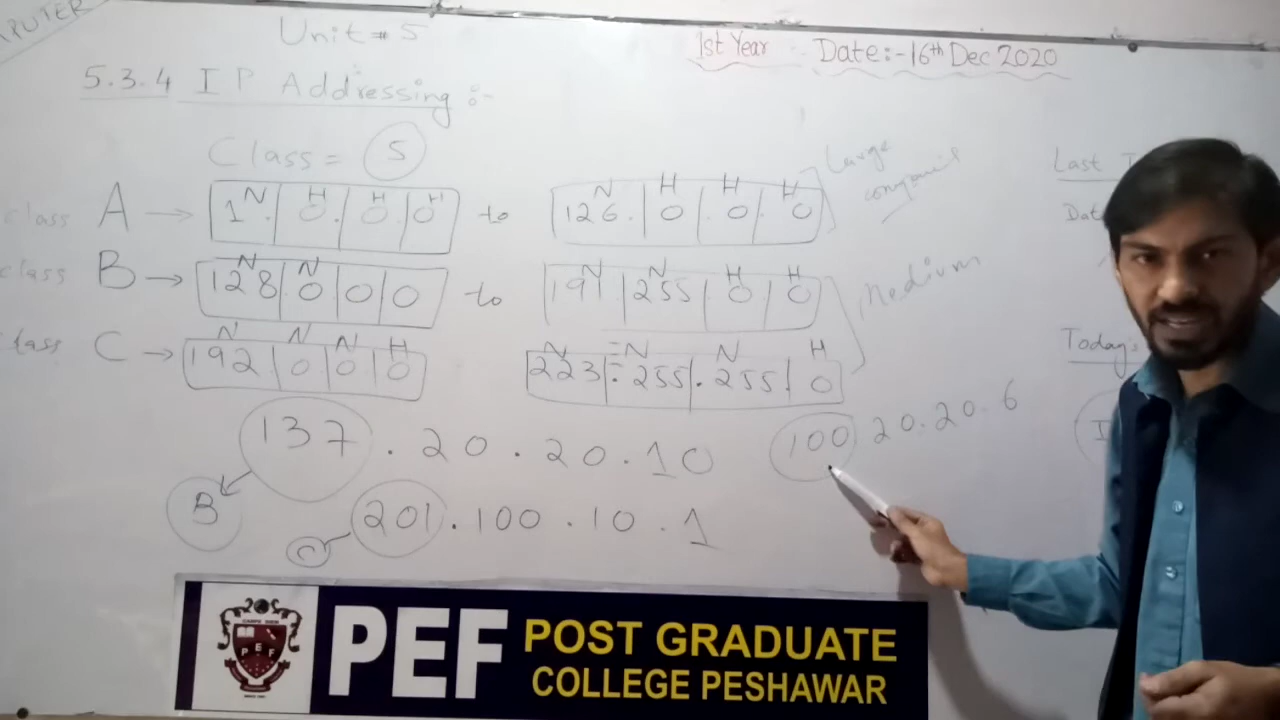 PUTER
Unit # 5
1st Year Date:- 16th Dec 2020
5.3.4 IP Addressing :-
Class = 5
Large
Last
class A → N H H H to N H H H
1. 0. 0. 0 126. 0. 0. 0
Dat
class B → N N to N N H H
128. 0. 0 0 191 255 0. 0
Medium
class C → N N N H N N N H
192 0 0 0 223. 255. 255. 0
Today:
137 . 20 . 20 . 10
100 20. 20. 6
B
201 . 100 . 10 . 1
C
PEF POST GRADUATE
COLLEGE PESHAWAR
PEF